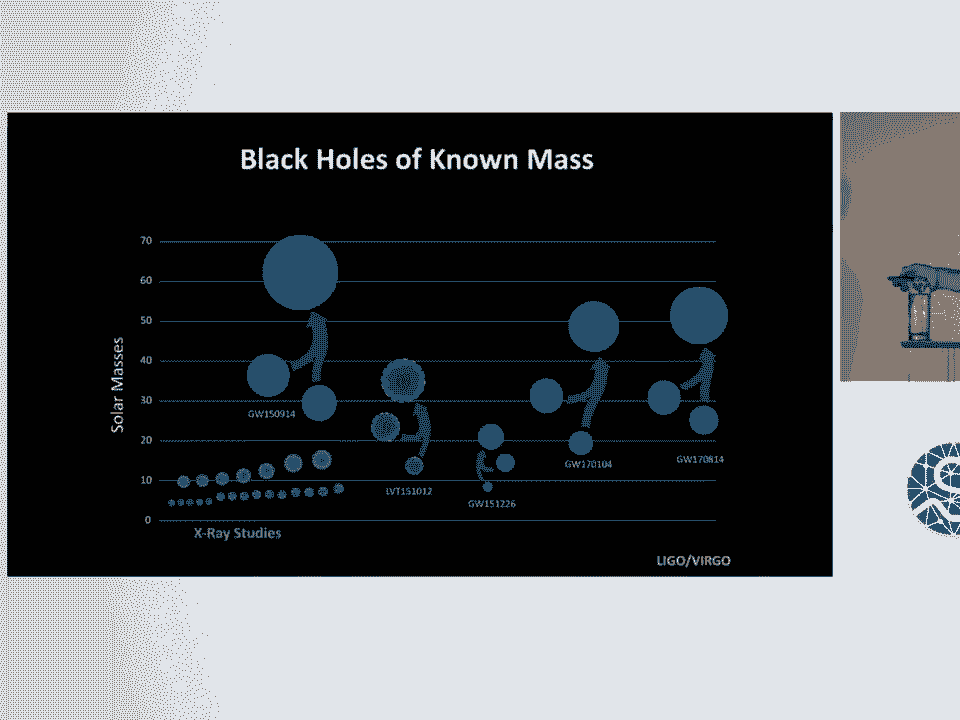 Black Holes of Known Mass
Solar Masses
70
60
50
40
30
20
10
0
GW150914
LVT151012
GW151226
GW170104
GW170814
X-Ray Studies
LIGO/VIRGO